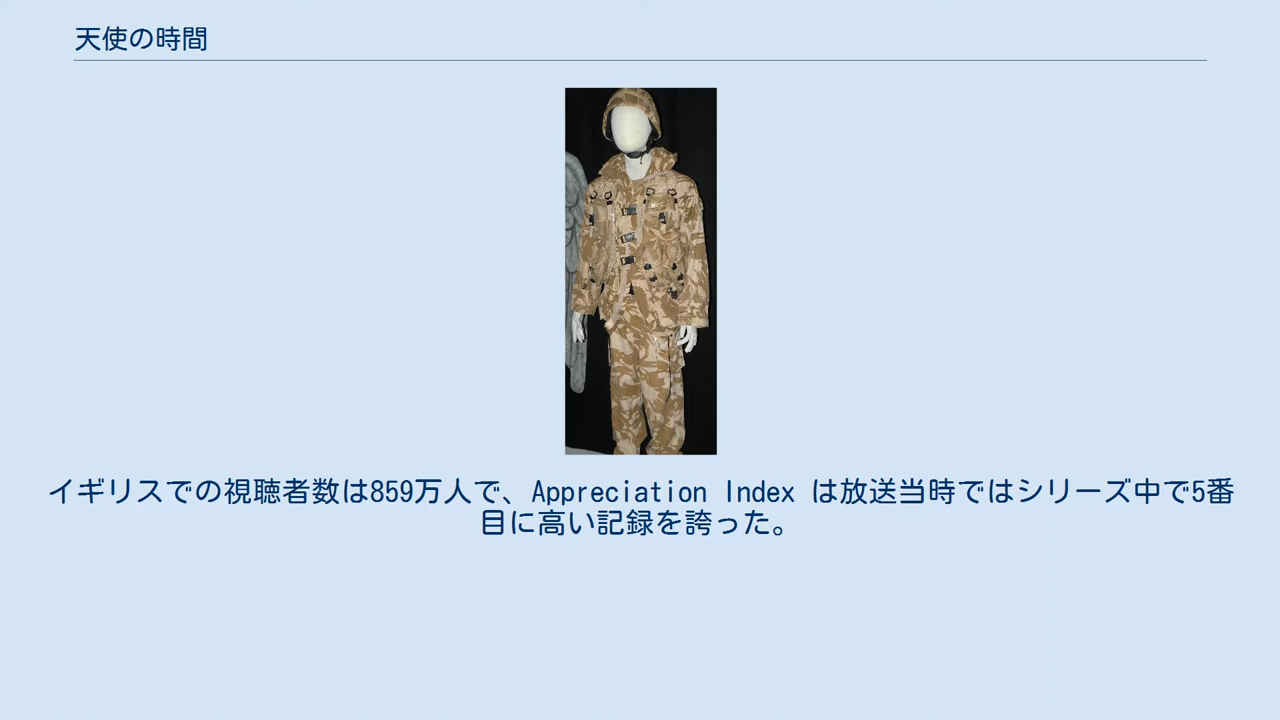 天使の時間
イギリスでの視聴者数は859万人で、Appreciation Index は放送当時ではシリーズ中で5番
目に高い記録を誇った。